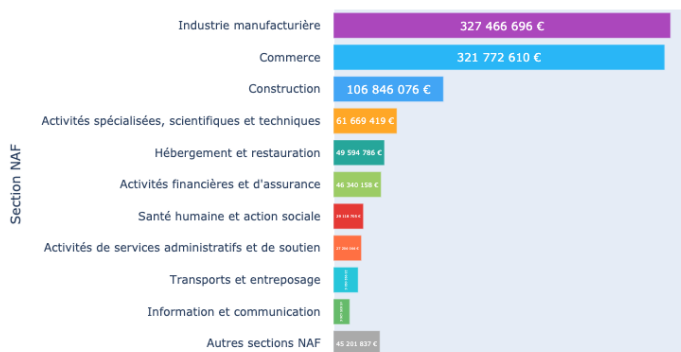 Section NAF
Industrie manufacturière 327 466 696 €
Commerce 321 772 610 €
Construction 106 846 076 €
Activités spécialisées, scientifiques et techniques 61 669 419 €
Hébergement et restauration 49 594 786 €
Activités financières et d'assurance 46 340 158 €
Santé humaine et action sociale
Activités de services administratifs et de soutien
Transports et entreposage
Information et communication
Autres sections NAF 45 201 837 €